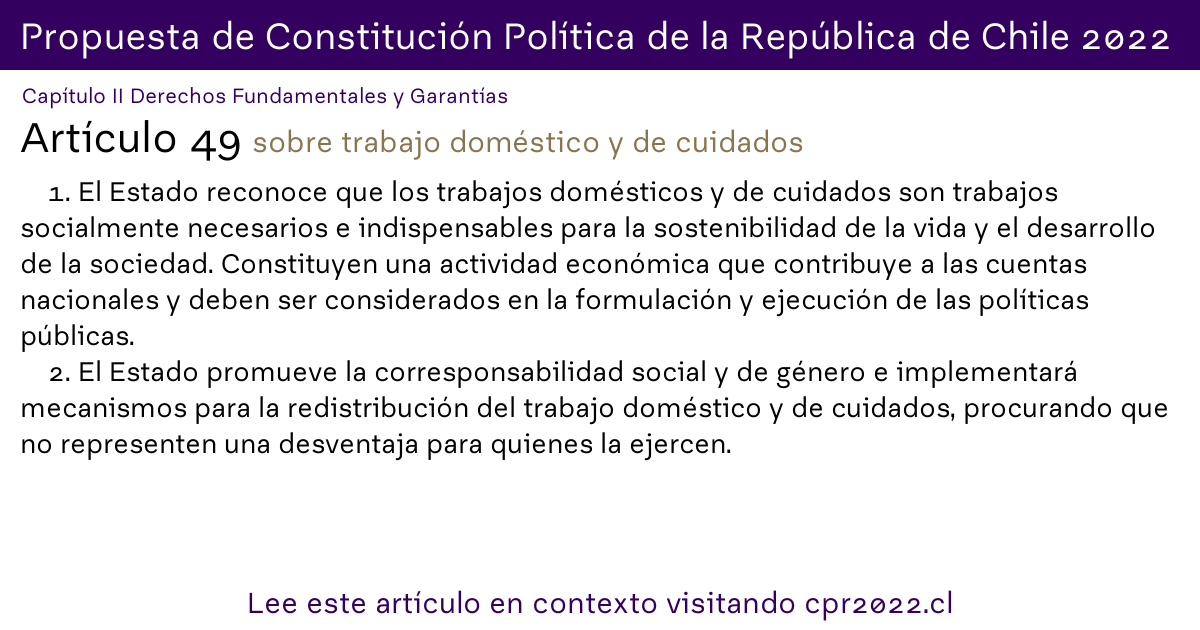 Propuesta de Constitución Política de la República de Chile 2022
Capítulo II Derechos Fundamentales y Garantías
Artículo 49 sobre trabajo doméstico y de cuidados
1. El Estado reconoce que los trabajos domésticos y de cuidados son trabajos
socialmente necesarios e indispensables para la sostenibilidad de la vida y el desarrollo
de la sociedad. Constituyen una actividad económica que contribuye a las cuentas
nacionales y deben ser considerados en la formulación y ejecución de las políticas
públicas.
2. El Estado promueve la corresponsabilidad social y de género e implementará
mecanismos para la redistribución del trabajo doméstico y de cuidados, procurando que
no representen una desventaja para quienes la ejercen.
Lee este artículo en contexto visitando cpr2022.cl